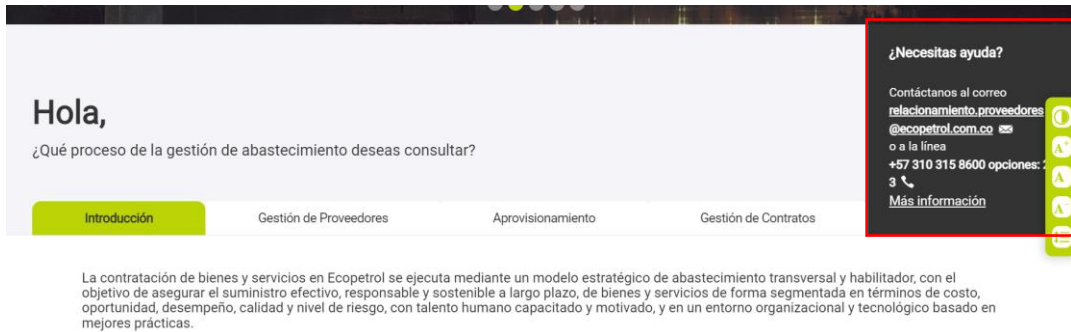 Hola,
¿Qué proceso de la gestión de abastecimiento deseas consultar?
¿Necesitas ayuda?
Contáctanos al correo
relacionamiento.proveedores
@ecopetrol.com.co
o a la línea
+57 310 315 8600 opciones:
3
Más información
Introducción
Gestión de Proveedores
Aprovisionamiento
Gestión de Contratos
A+
A
A-
La contratación de bienes y servicios en Ecopetrol se ejecuta mediante un modelo estratégico de abastecimiento transversal y habilitador, con el
objetivo de asegurar el suministro efectivo, responsable y sostenible a largo plazo, de bienes y servicios de forma segmentada en términos de costo,
oportunidad, desempeño, calidad y nivel de riesgo, con talento humano capacitado y motivado, y en un entorno organizacional y tecnológico basado en
mejores prácticas.